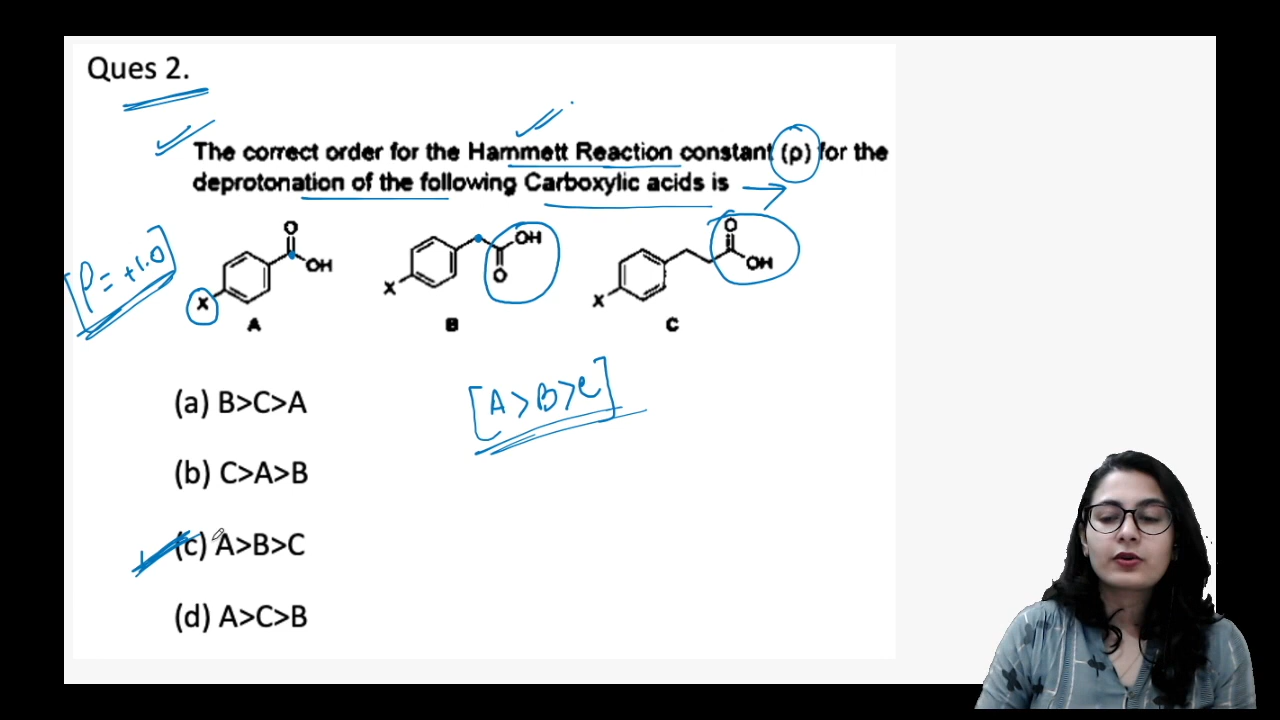 Ques 2.
The correct order for the Hammett Reaction constant (ρ) for the
deprotonation of the following Carboxylic acids is
[ρ = +1.0]
O
OH
X
A
OH
O
X
B
O
OH
X
C
[A > B > C]
(a) B>C>A
(b) C>A>B
(c) A>B>C
(d) A>C>B